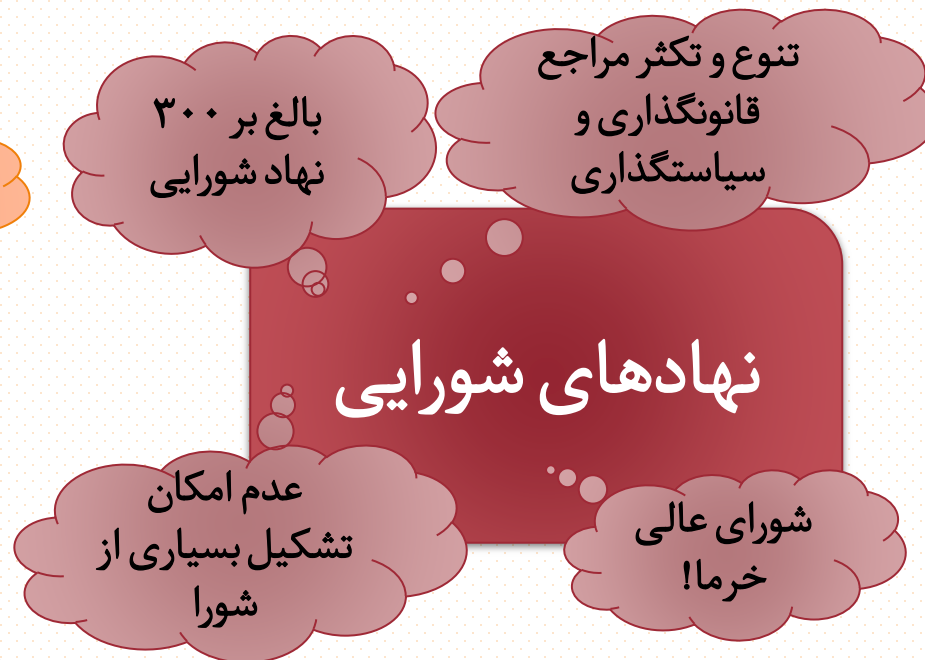 تنوع و تکثر مراجع
قانونگذاری و
سیاستگذاری
بالغ بر ۳۰۰
نهاد شورایی
نهادهای شورایی
شورای عالی
خرما!
عدم امکان
تشکیل بسیاری از
شورا